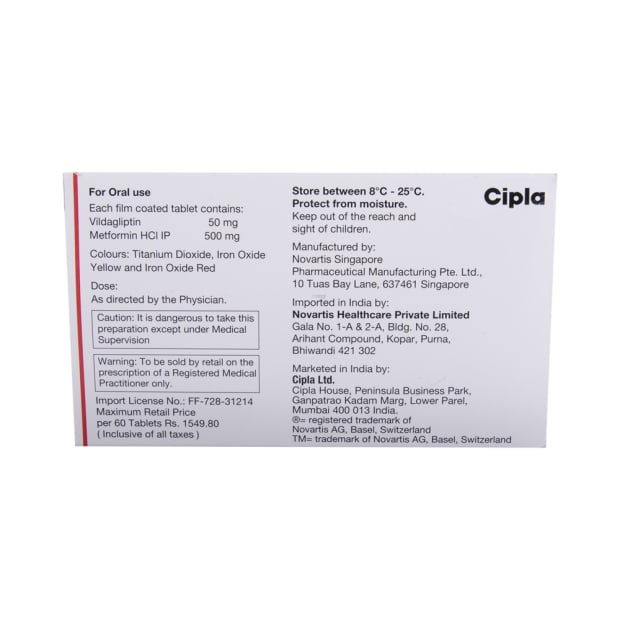 For Oral use
Each film coated tablet contains:
Vildagliptin 50 mg
Metformin HCl IP 500 mg
Colours: Titanium Dioxide, Iron Oxide
Yellow and Iron Oxide Red
Dose:
As directed by the Physician.
Caution: It is dangerous to take this
preparation except under Medical
Supervision
Warning: To be sold by retail on the
prescription of a Registered Medical
Practitioner only.
Import License No.: FF-728-31214
Maximum Retail Price
per 60 Tablets Rs. 1549.80
( Inclusive of all taxes )
Store between 8°C - 25°C.
Protect from moisture.
Keep out of the reach and
sight of children.
Manufactured by:
Novartis Singapore
Pharmaceutical Manufacturing Pte. Ltd.,
10 Tuas Bay Lane, 637461 Singapore
Imported in India by:
Novartis Healthcare Private Limited
Gala No. 1-A & 2-A, Bldg. No. 28,
Arihant Compound, Kopar, Purna,
Bhiwandi 421 302
Marketed in India by:
Cipla Ltd.
Cipla House, Peninsula Business Park,
Ganpatrao Kadam Marg, Lower Parel,
Mumbai 400 013 India.
®= registered trademark of
Novartis AG, Basel, Switzerland
TM= trademark of Novartis AG, Basel, Switzerland
Cipla